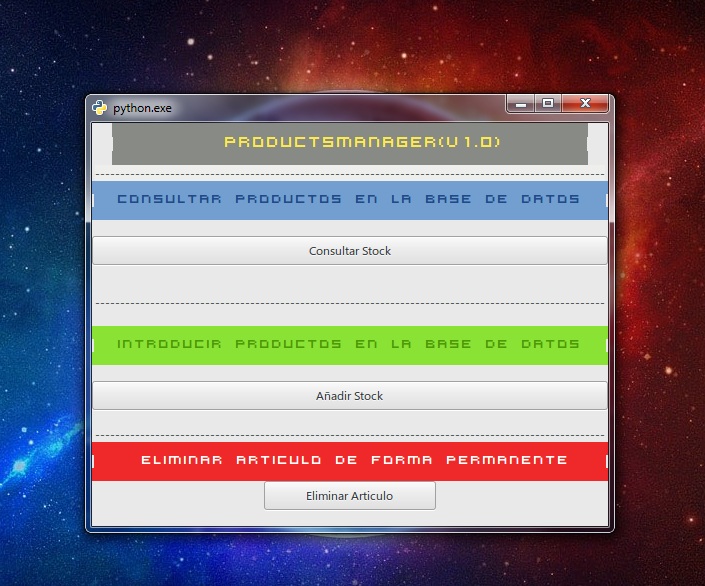 python.exe
PRODUCTSMANAGER(V 1.0)
CONSULTAR PRODUCTOS EN LA BASE DE DATOS
Consultar Stock
INTRODUCIR PRODUCTOS EN LA BASE DE DATOS
Añadir Stock
ELIMINAR ARTICULO DE FORMA PERMANENTE
Eliminar Articulo